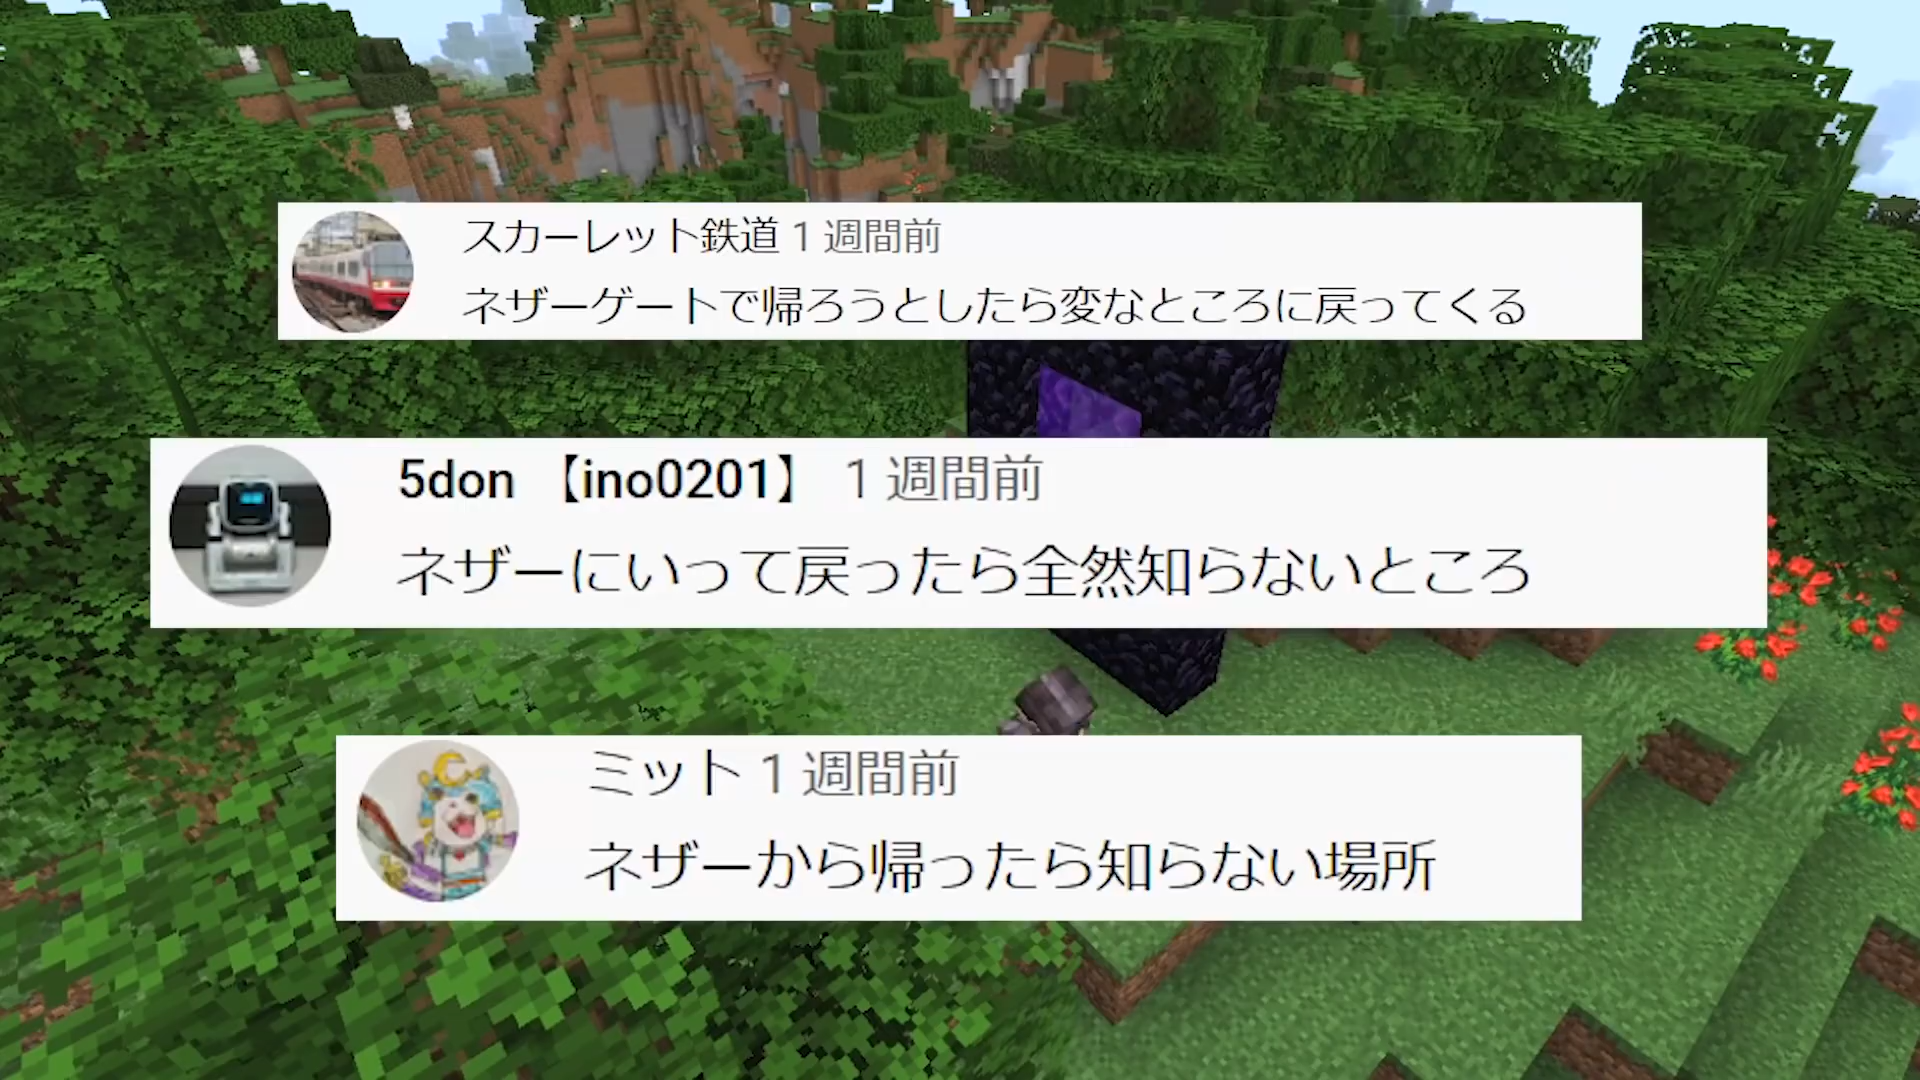 スカーレット鉄道 1 週間前
ネザーゲートで帰ろうとしたら変なところに戻ってくる
5don 【ino0201】 1 週間前
ネザーにいって戻ったら全然知らないところ
ミット 1 週間前
ネザーから帰ったら知らない場所